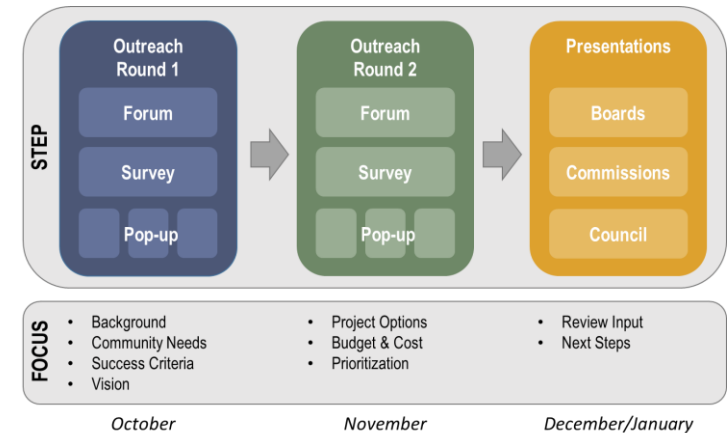 STEP
Outreach
Round 1
Forum
Survey
Pop-up
Outreach
Round 2
Forum
Survey
Pop-up
Presentations
Boards
Commissions
Council
FOCUS
• Background
• Community Needs
• Success Criteria
• Vision
• Project Options
• Budget & Cost
• Prioritization
• Review Input
• Next Steps
October
November
December/January